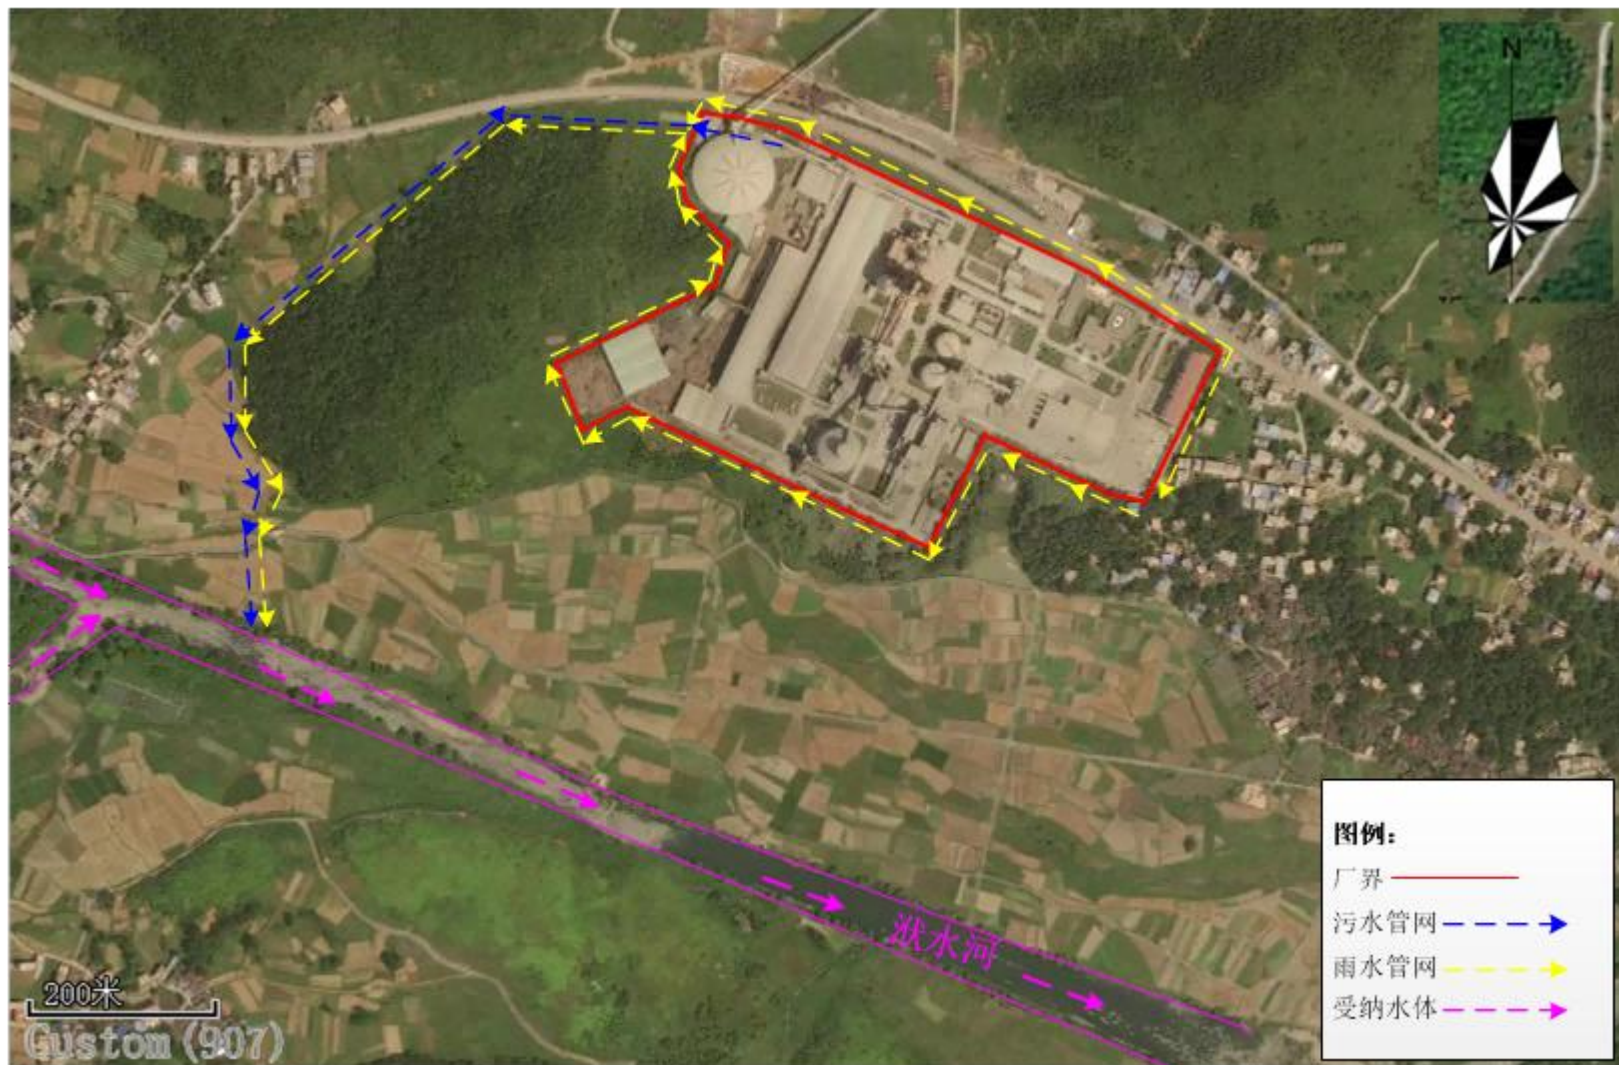 N
图例：
厂界
污水管网
雨水管网
受纳水体
洑水河
200米
Custom(907)